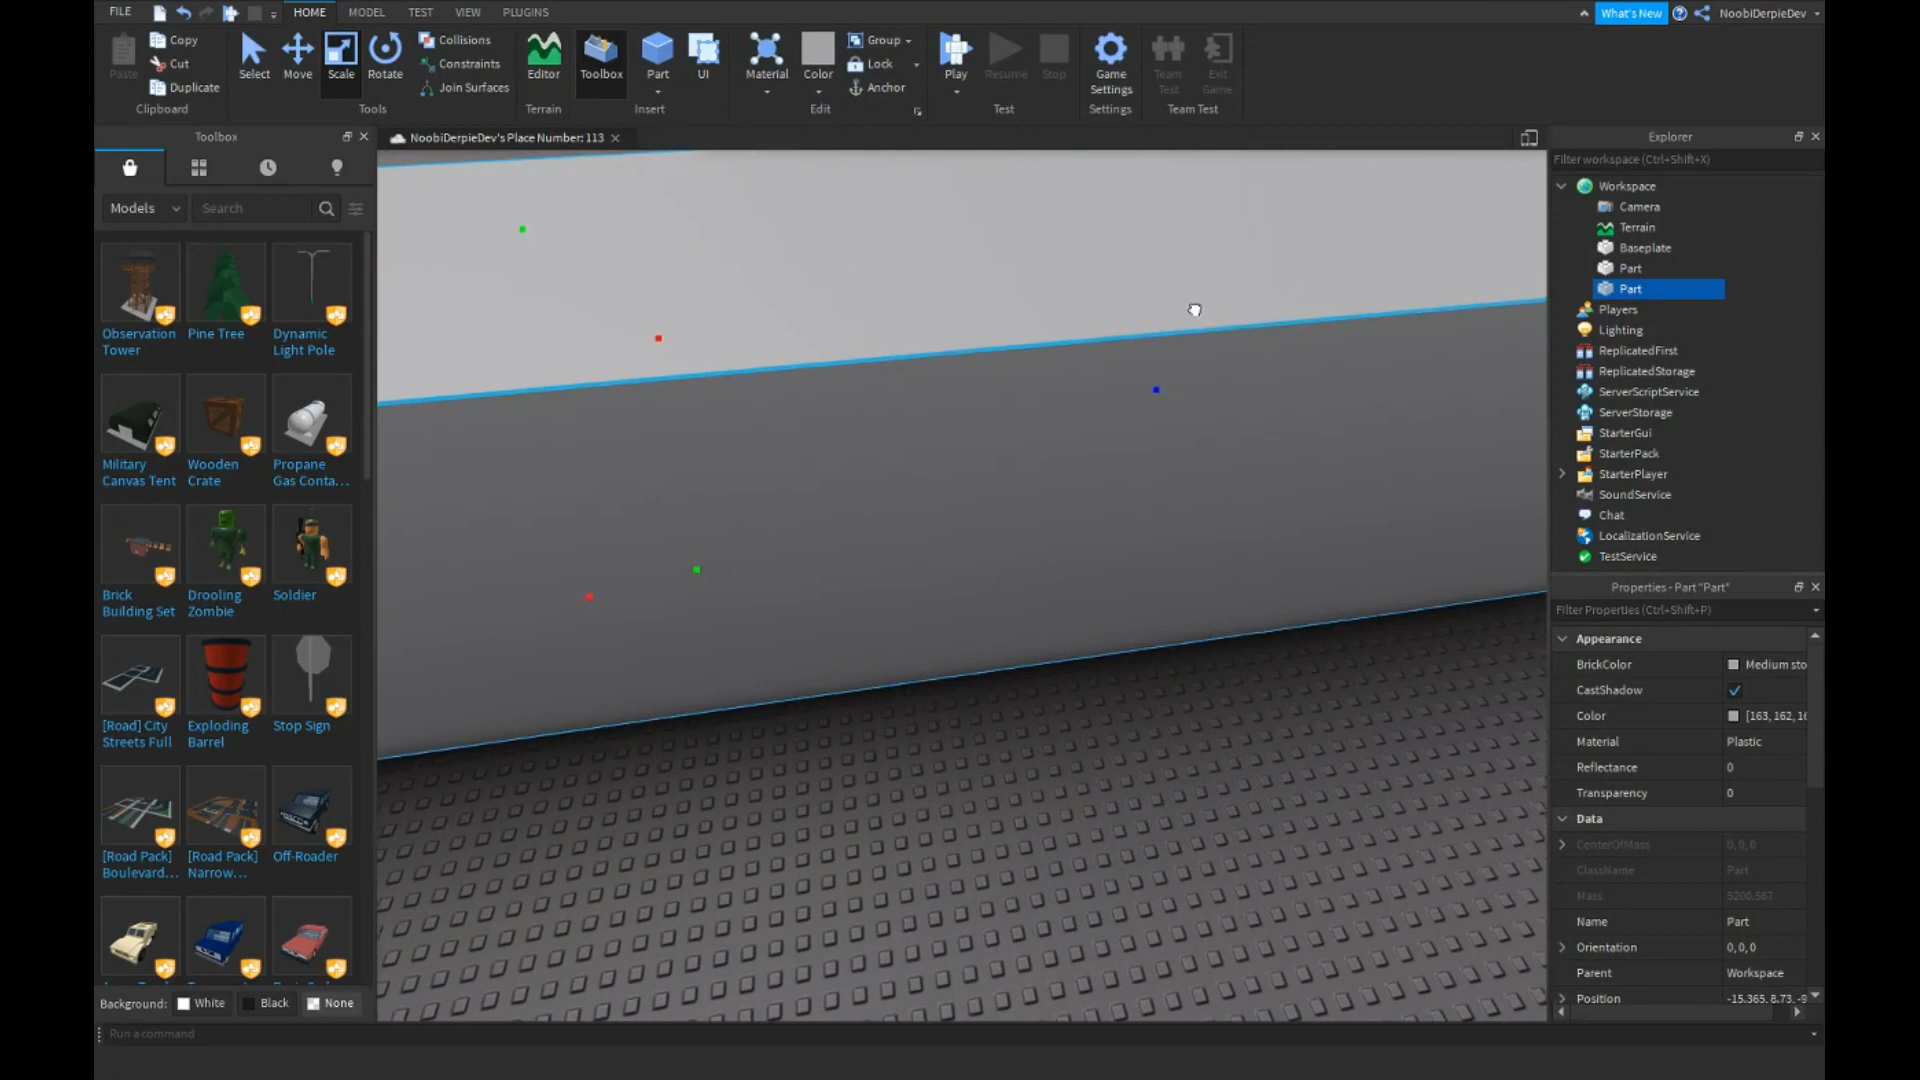 FILE
HOME
MODEL
TEST
VIEW
PLUGINS
What's New
NoobiDerpieDev
Paste
Copy
Cut
Duplicate
Clipboard
Select
Move
Scale
Rotate
Collisions
Constraints
Join Surfaces
Tools
Editor
Terrain
Toolbox
Part
UI
Insert
Material
Color
Group
Lock
Anchor
Edit
Play
Resume
Stop
Test
Game
Settings
Settings
Team
Test
Exit
Game
Team Test
Toolbox
Models
Search
Observation
Tower
Pine Tree
Dynamic
Light Pole
Military
Canvas Tent
Wooden
Crate
Propane
Gas Conta...
Brick
Building Set
Drooling
Zombie
Soldier
[Road] City
Streets Full
Exploding
Barrel
Stop Sign
[Road Pack]
Boulevard...
[Road Pack]
Narrow...
Off-Roader
Background:
White
Black
None
Run a command
NoobiDerpieDev's Place Number: 113
Explorer
Filter workspace (Ctrl+Shift+X)
Workspace
Camera
Terrain
Baseplate
Part
Part
Players
Lighting
ReplicatedFirst
ReplicatedStorage
ServerScriptService
ServerStorage
StarterGui
StarterPack
StarterPlayer
SoundService
Chat
LocalizationService
TestService
Properties - Part "Part"
Filter Properties (Ctrl+Shift+P)
Appearance
BrickColor Medium sto
CastShadow
Color [163, 162, 16
Material Plastic
Reflectance 0
Transparency 0
Data
CenterOfMass 0, 0, 0
ClassName Part
Mass 5200.567
Name Part
Orientation 0, 0, 0
Parent Workspace
Position -15.365, 8.73, -9